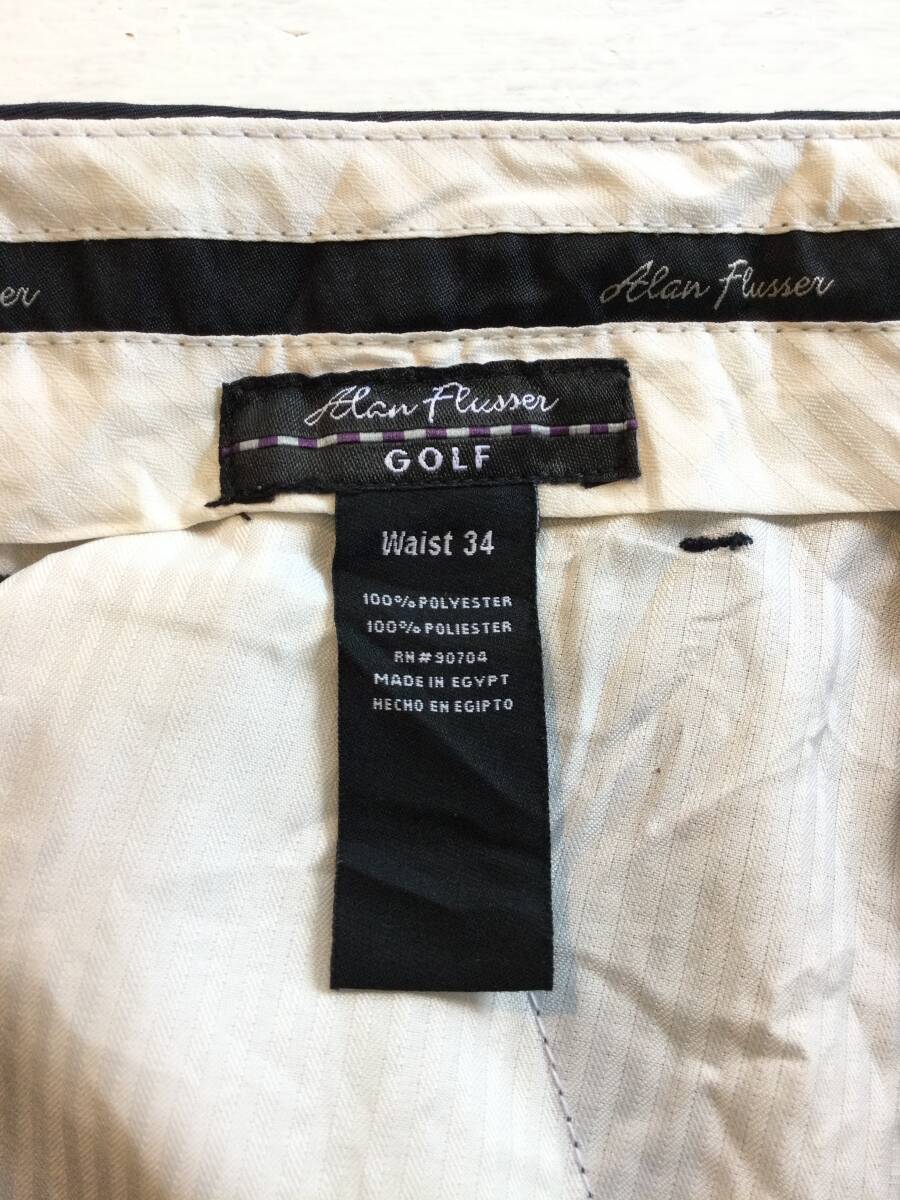 er
Alan Flusser
Alan Flusser
GOLF
Waist 34
100% POLYESTER
100% POLIESTER
RN#90704
MADE IN EGYPT
HECHO EN EGIPTO